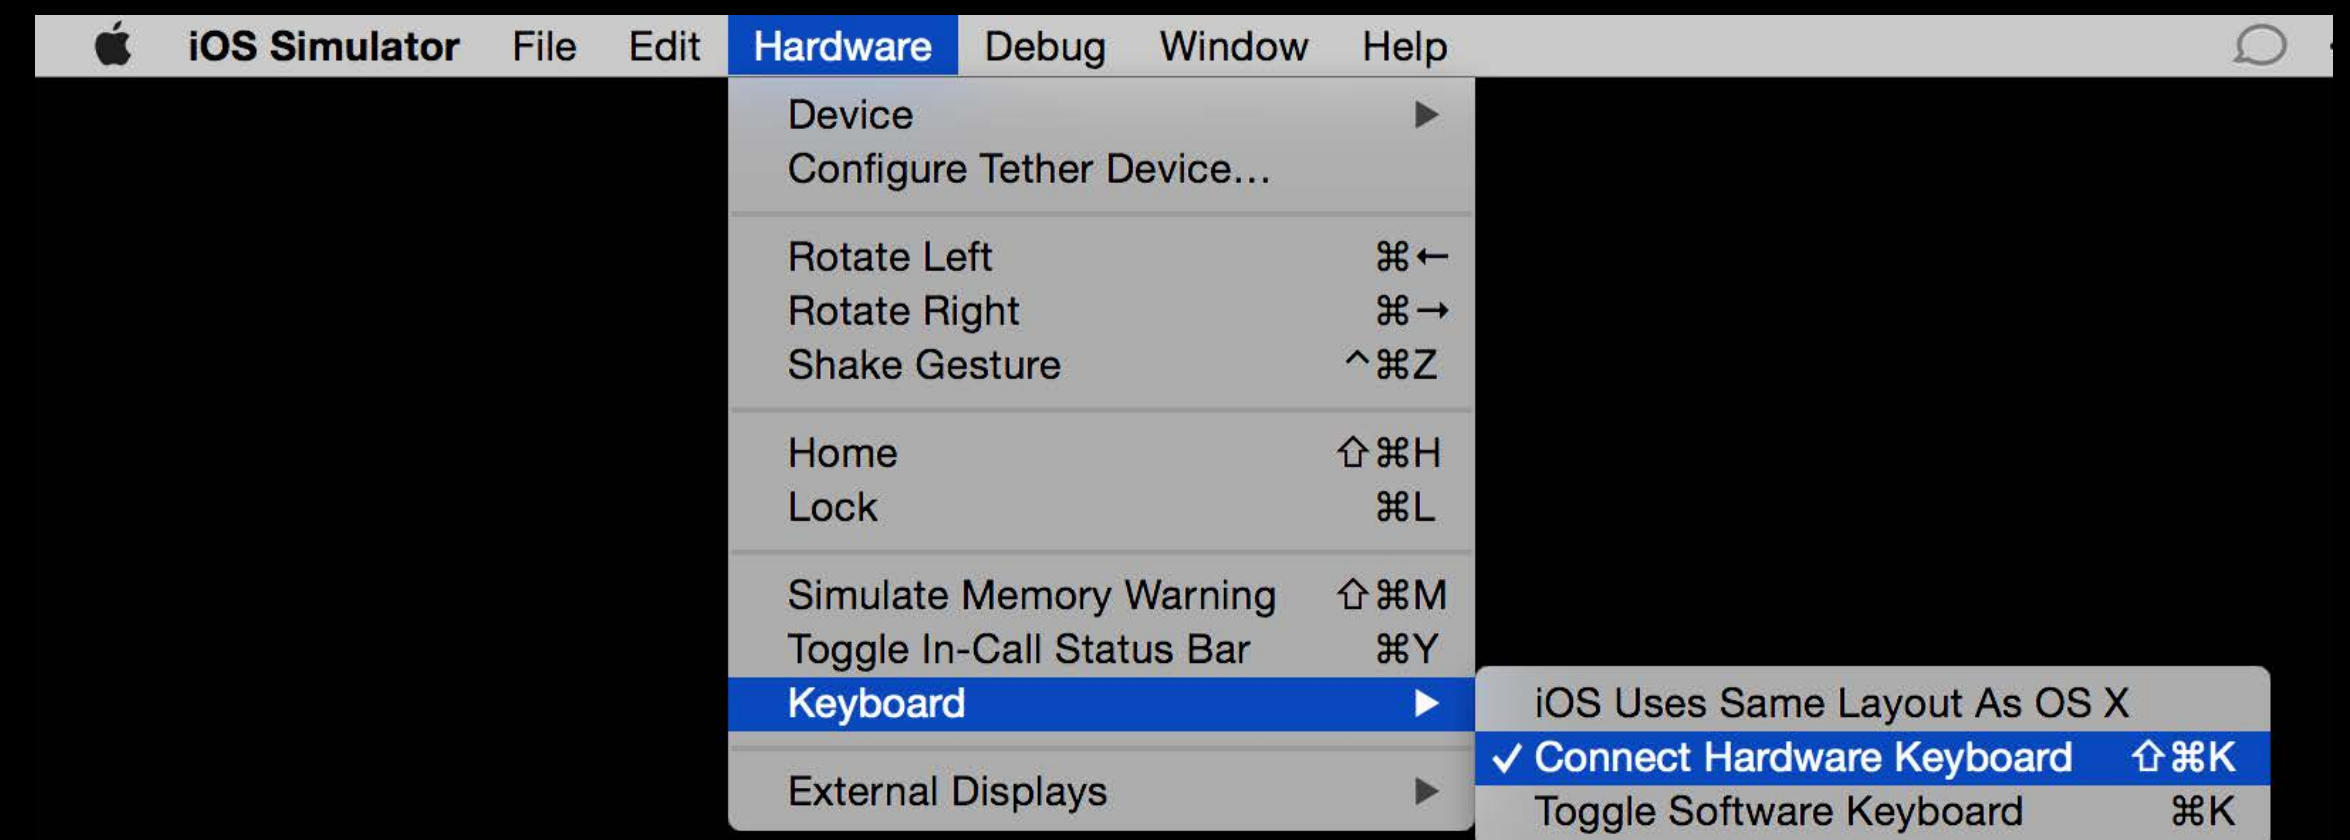 iOS Simulator File Edit Hardware Debug Window Help
Device ▶
Configure Tether Device…
Rotate Left ⌘←
Rotate Right ⌘→
Shake Gesture ^⌘Z
Home ⇧⌘H
Lock ⌘L
Simulate Memory Warning ⇧⌘M
Toggle In-Call Status Bar ⌘Y
Keyboard ▶
External Displays ▶
iOS Uses Same Layout As OS X
✓ Connect Hardware Keyboard ⇧⌘K
Toggle Software Keyboard ⌘K